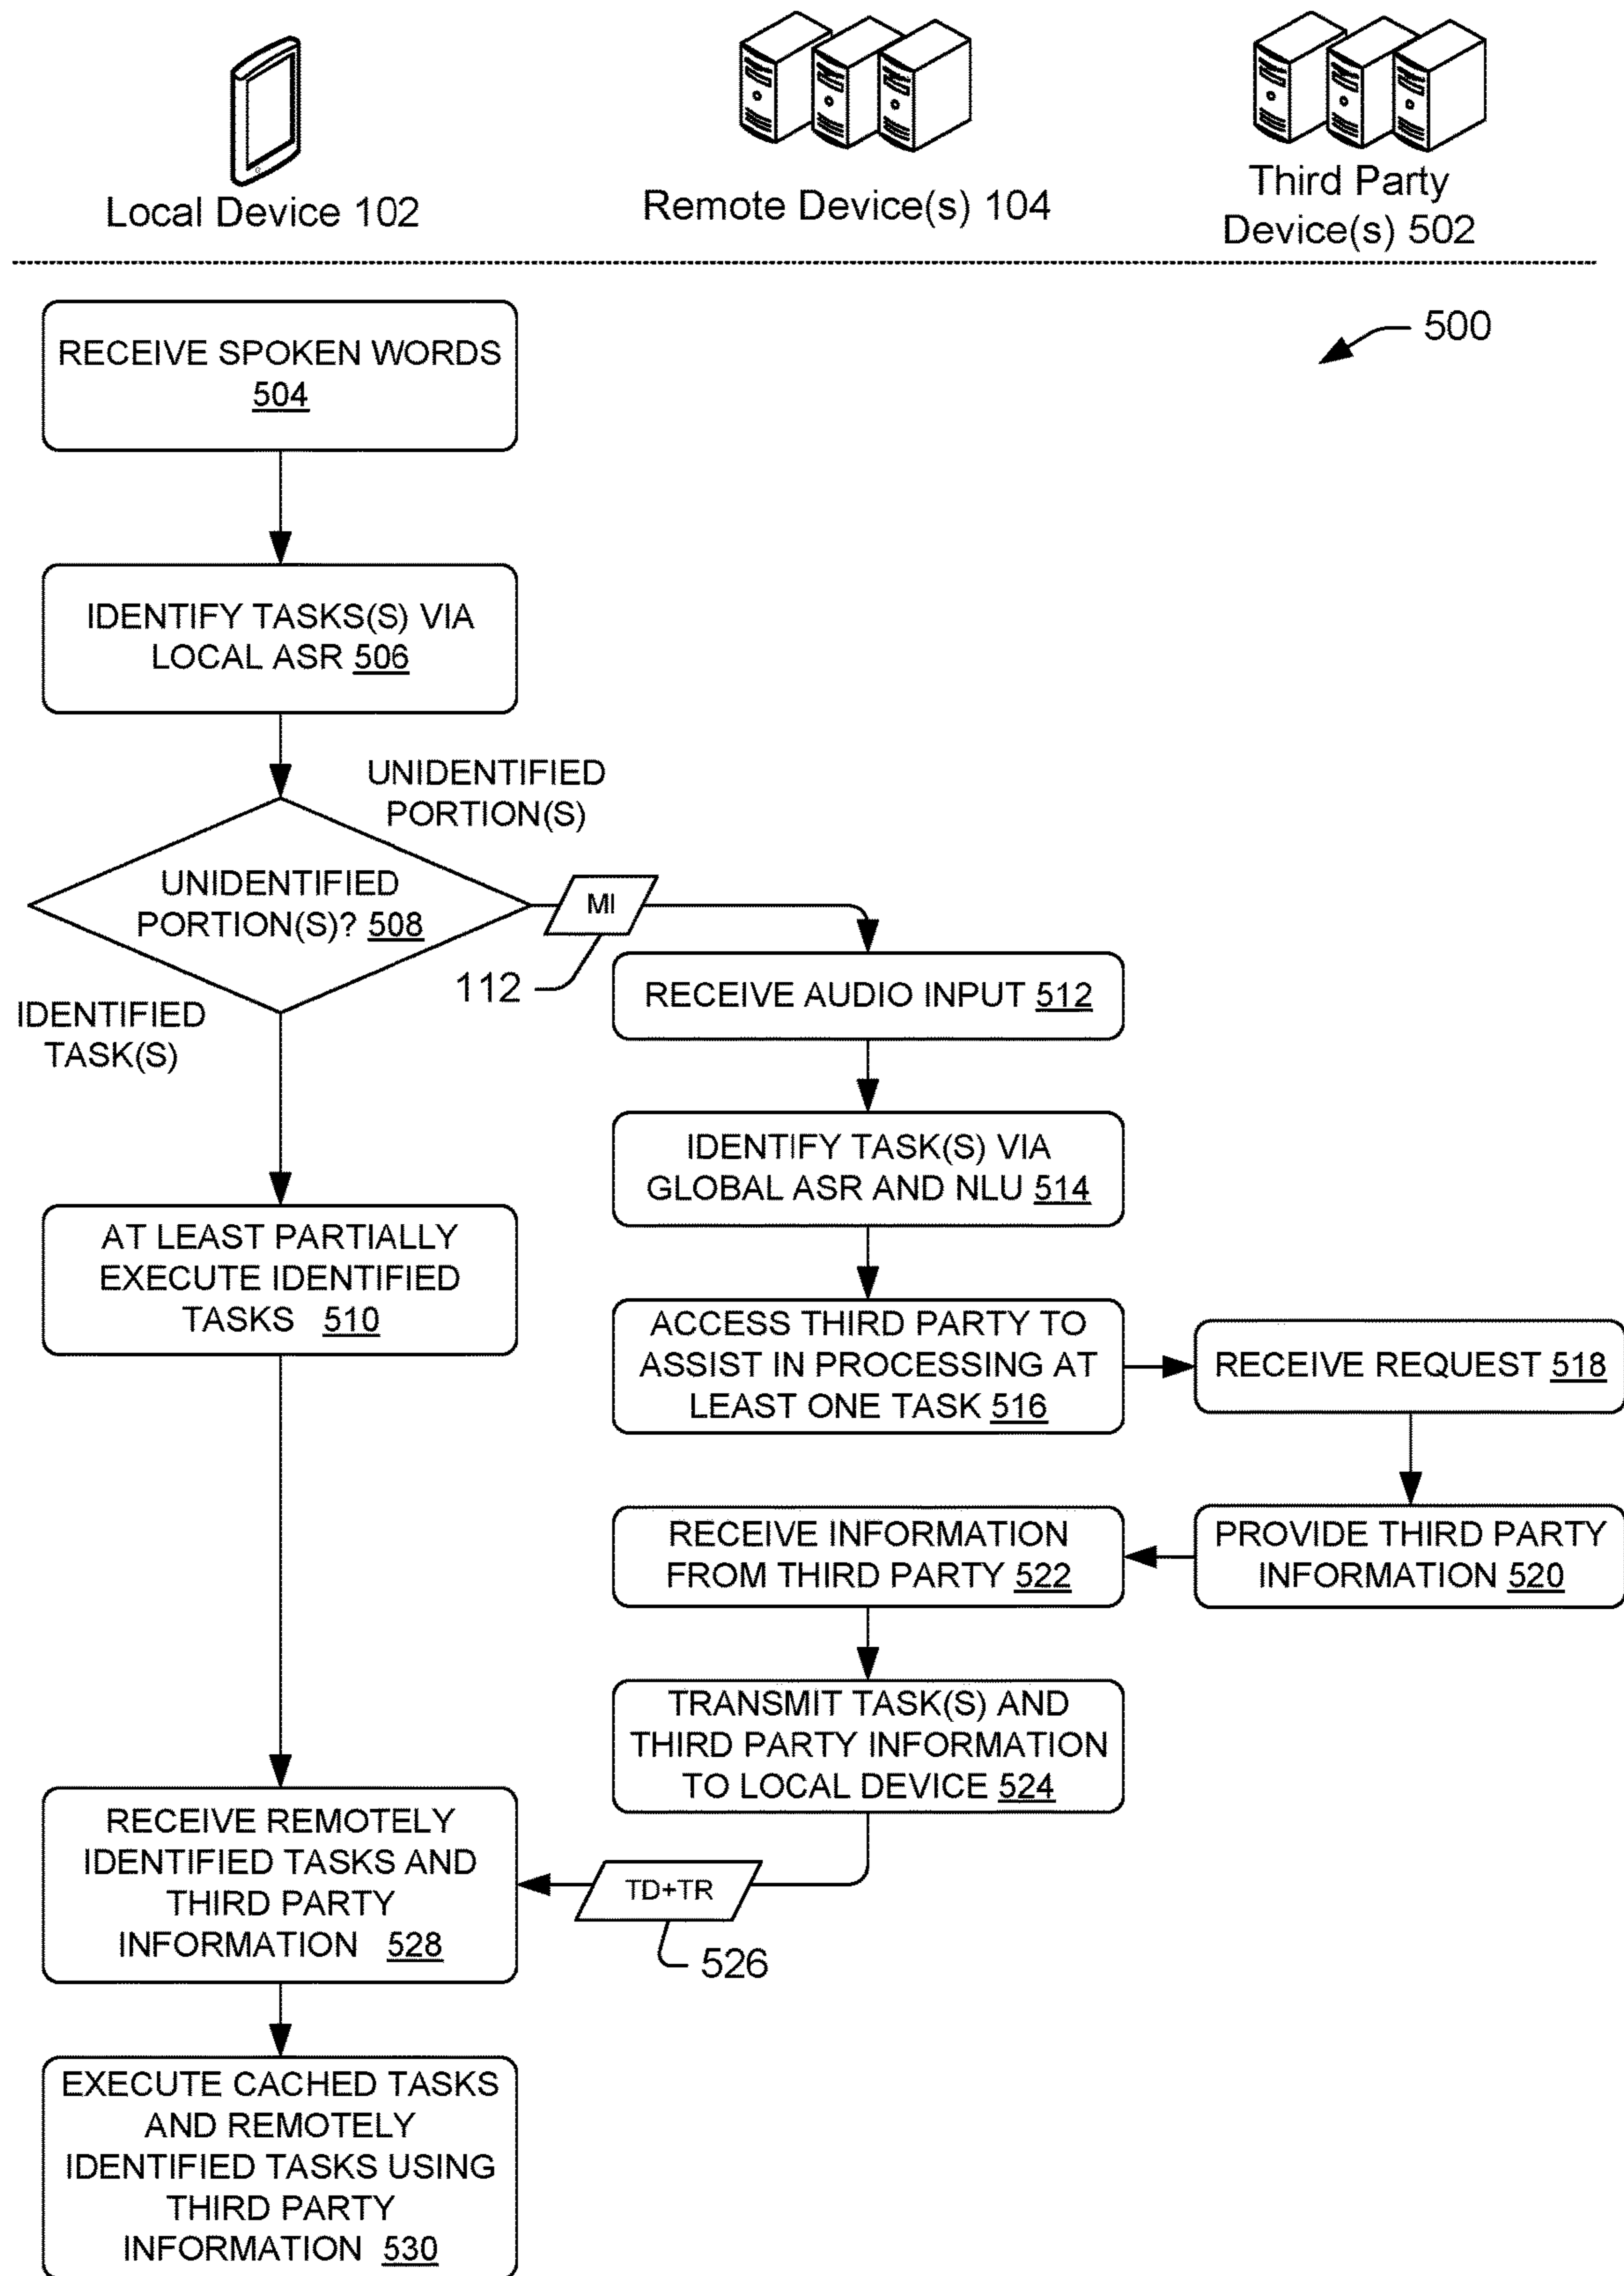 Local Device 102
Remote Device(s) 104
Third Party
Device(s) 502
500
RECEIVE SPOKEN WORDS
504
IDENTIFY TASKS(S) VIA
LOCAL ASR 506
UNIDENTIFIED
PORTION(S)
UNIDENTIFIED
PORTION(S)? 508
MI
112
IDENTIFIED
TASK(S)
RECEIVE AUDIO INPUT 512
IDENTIFY TASK(S) VIA
GLOBAL ASR AND NLU 514
AT LEAST PARTIALLY
EXECUTE IDENTIFIED
TASKS 510
ACCESS THIRD PARTY TO
ASSIST IN PROCESSING AT
LEAST ONE TASK 516
RECEIVE REQUEST 518
PROVIDE THIRD PARTY
INFORMATION 520
RECEIVE INFORMATION
FROM THIRD PARTY 522
TRANSMIT TASK(S) AND
THIRD PARTY INFORMATION
TO LOCAL DEVICE 524
TD+TR
526
RECEIVE REMOTELY
IDENTIFIED TASKS AND
THIRD PARTY
INFORMATION 528
EXECUTE CACHED TASKS
AND REMOTELY
IDENTIFIED TASKS USING
THIRD PARTY
INFORMATION 530